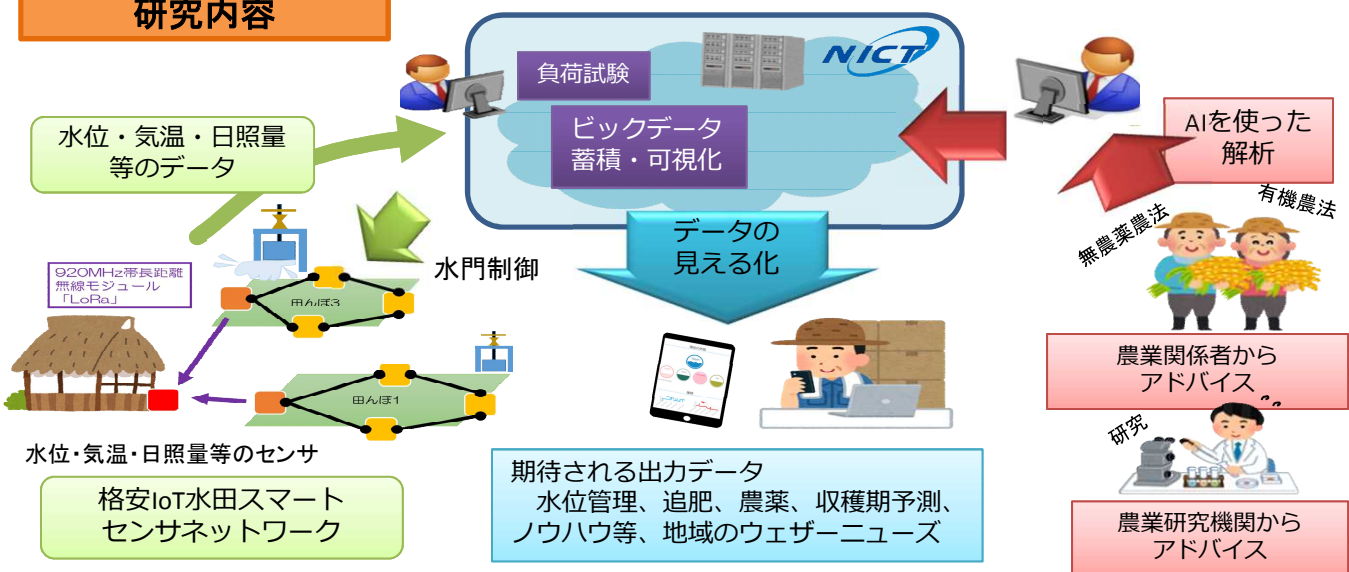 研究内容
負荷試験
NICT
ビックデータ
蓄積・可視化
水位・気温・日照量
等のデータ
AIを使った
解析
無農薬農法
有機農法
データの
見える化
水門制御
920MHz帯長距離
無線モジュール
「LoRa」
田んぼ3
田んぼ1
水位・気温・日照量等のセンサ
格安IoT水田スマート
センサネットワーク
期待される出力データ
水位管理、追肥、農薬、収穫期予測、
ノウハウ等、地域のウェザーニューズ
農業関係者から
アドバイス
研究
農業研究機関から
アドバイス